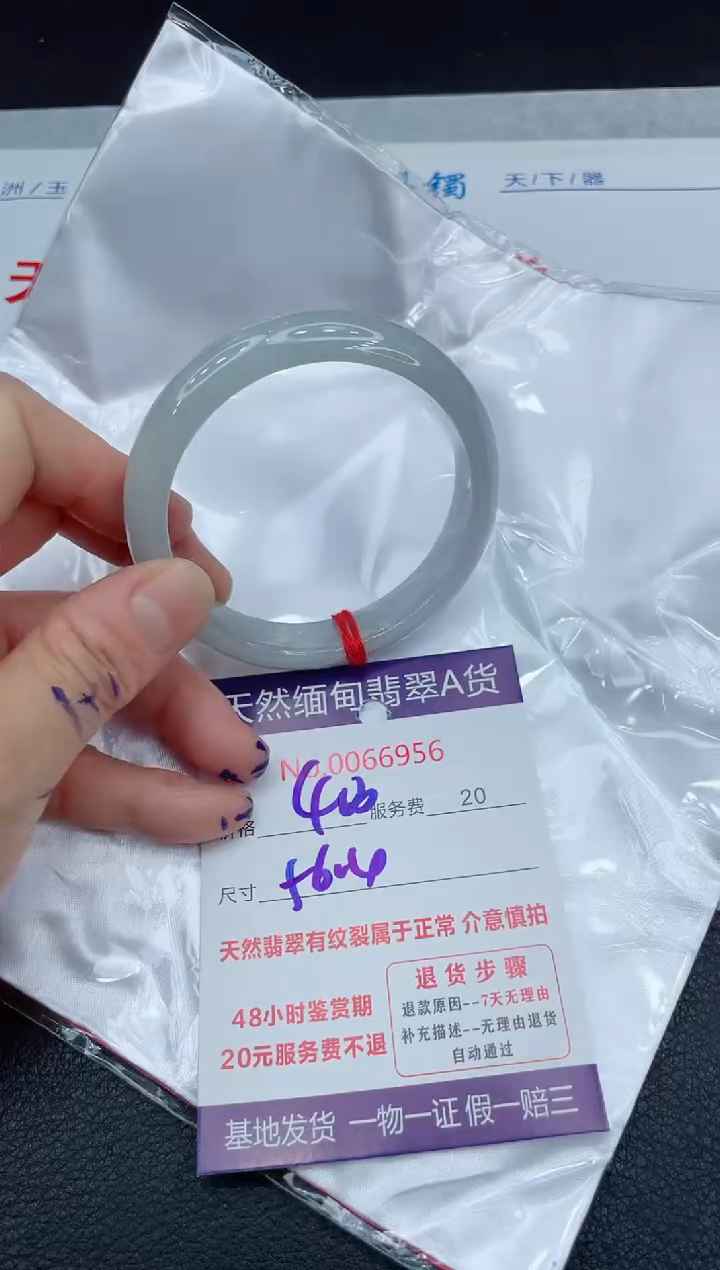 洲/玉
镯
天/下/器
天然缅甸翡翠A货
No.0066956
价格 服务费 20
尺寸 56.4
天然翡翠有纹裂属于正常 介意慎拍
48小时鉴赏期
20元服务费不退
退货步骤
退款原因--7天无理由
补充描述--无理由退货
自动通过
基地发货 一物一证 假一赔三